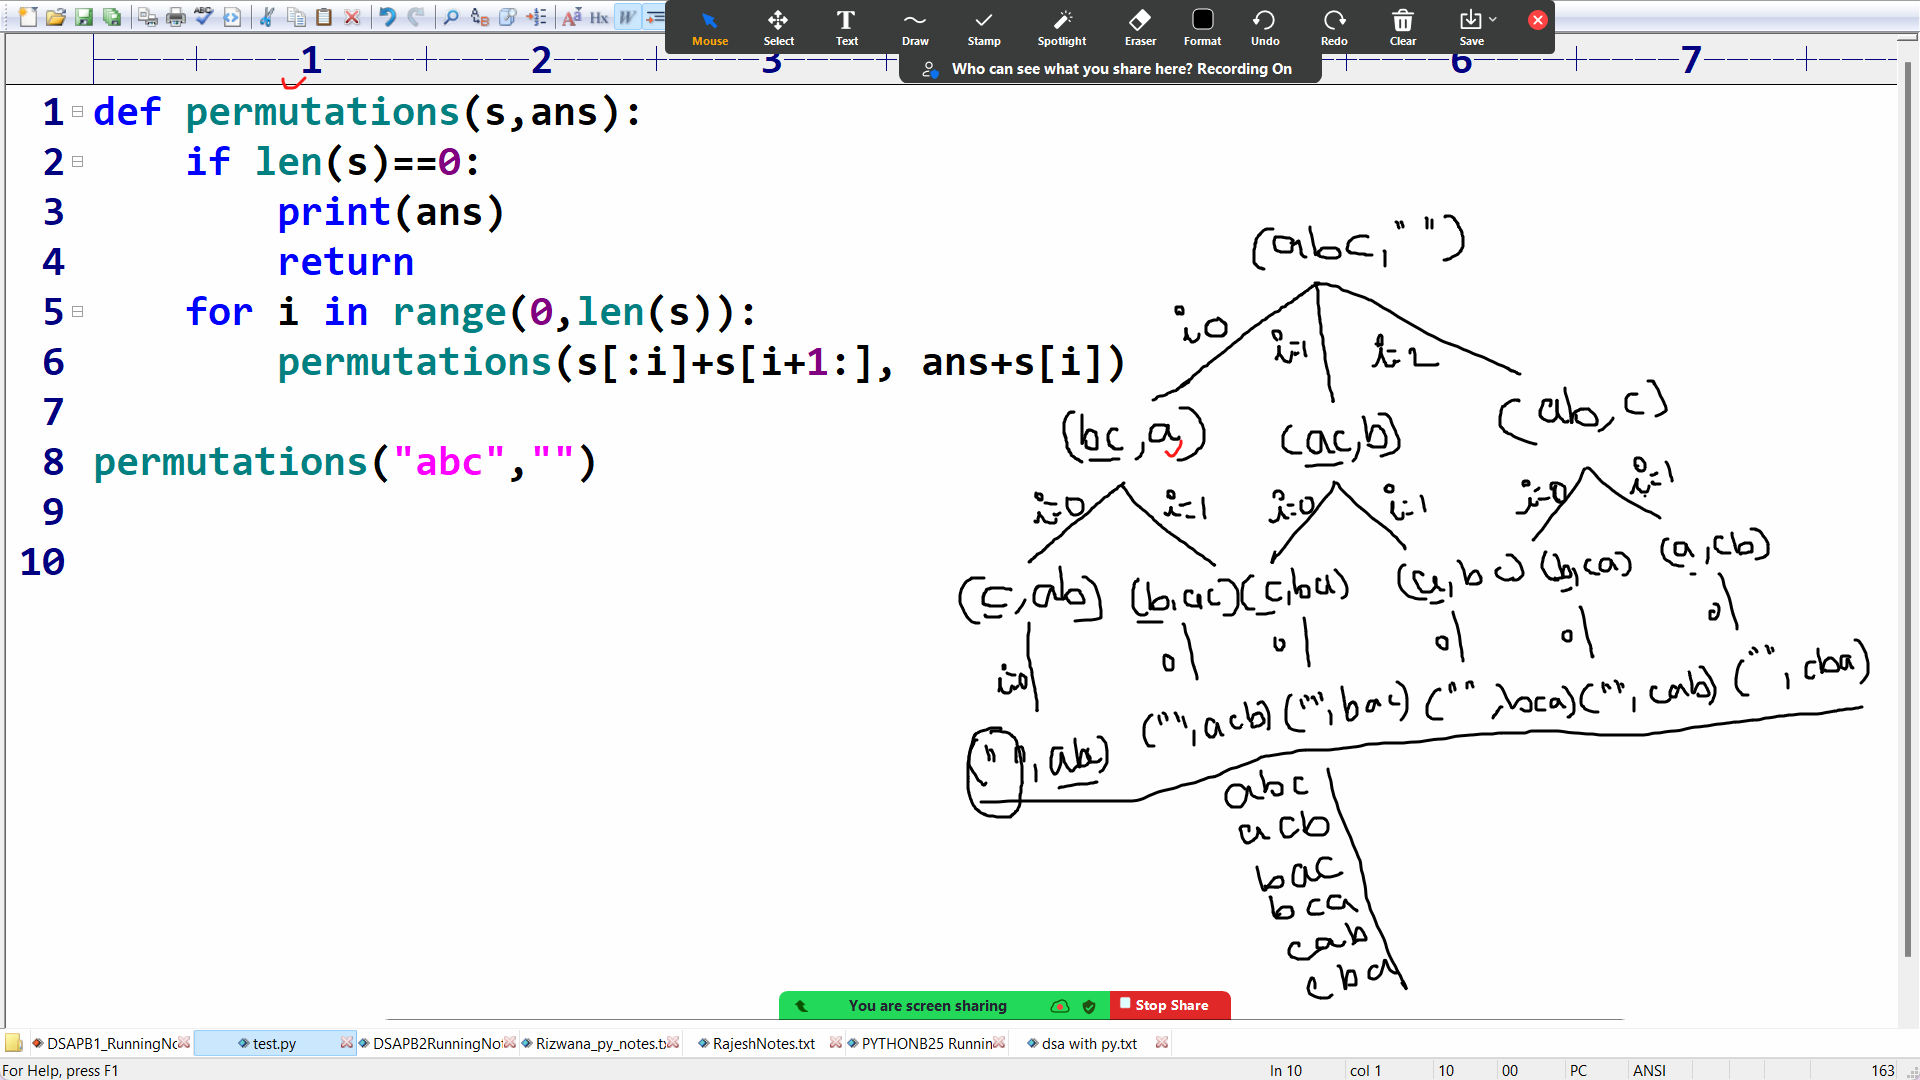 Mouse Select Text Draw Stamp Spotlight Eraser Format Undo Redo Clear Save
1 2 3 6 7
Who can see what you share here? Recording On
1 def permutations(s,ans):
2 if len(s)==0:
3 print(ans)
4 return
5 for i in range(0,len(s)):
6 permutations(s[:i]+s[i+1:], ans+s[i])
7
8 permutations("abc","")
9
10
(abc, " ")
i=0 i=1 i=2
(bc, a) (ac, b) (ab, c)
i=0 i=1 i=0 i=1 i=0 i=1
(c, ab) (b, ac) (c, ba) (a, bc) (b, ca) (a, cb)
i=0 0 0 0 0 0
(" ", abc) ("", acb) ("", bac) (" ", bca) ("", cab) ("", cba)
abc
acb
bac
bca
cab
cba
You are screen sharing Stop Share
DSAPB1_RunningNo test.py DSAPB2RunningNo Rizwana_py_notes.tx RajeshNotes.txt PYTHONB25 Runnin dsa with py.txt
For Help, press F1 ln 10 col 1 10 00 PC ANSI 163